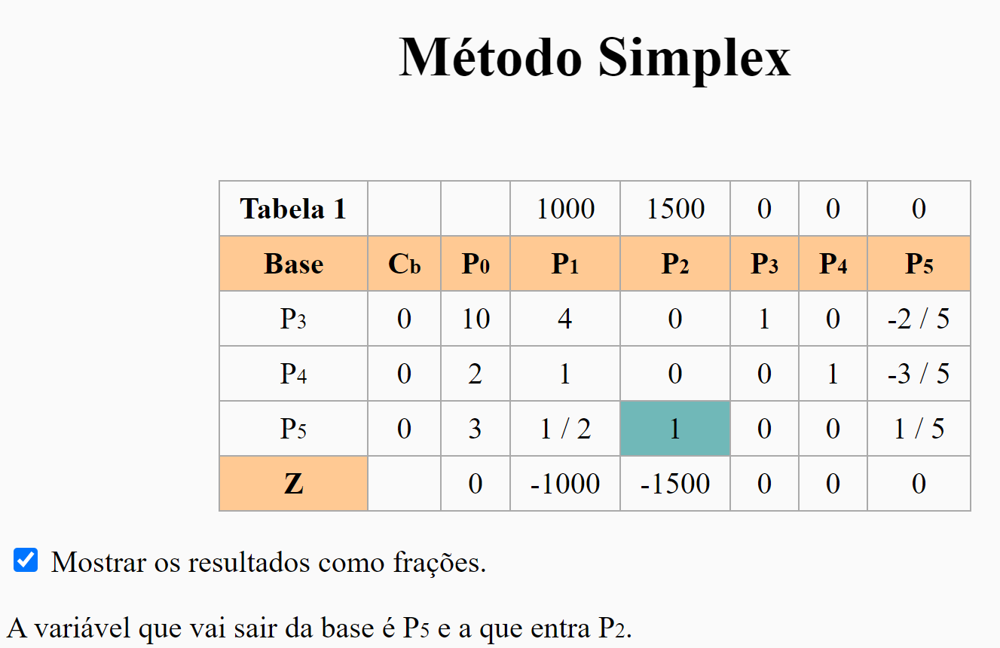 Método Simplex
Tabela 1 1000 1500 0 0 0
Base Cb P0 P1 P2 P3 P4 P5
P3 0 10 4 0 1 0 -2 / 5
P4 0 2 1 0 0 1 -3 / 5
P5 0 3 1 / 2 1 0 0 1 / 5
Z 0 -1000 -1500 0 0 0
Mostrar os resultados como frações.
A variável que vai sair da base é P5 e a que entra P2.